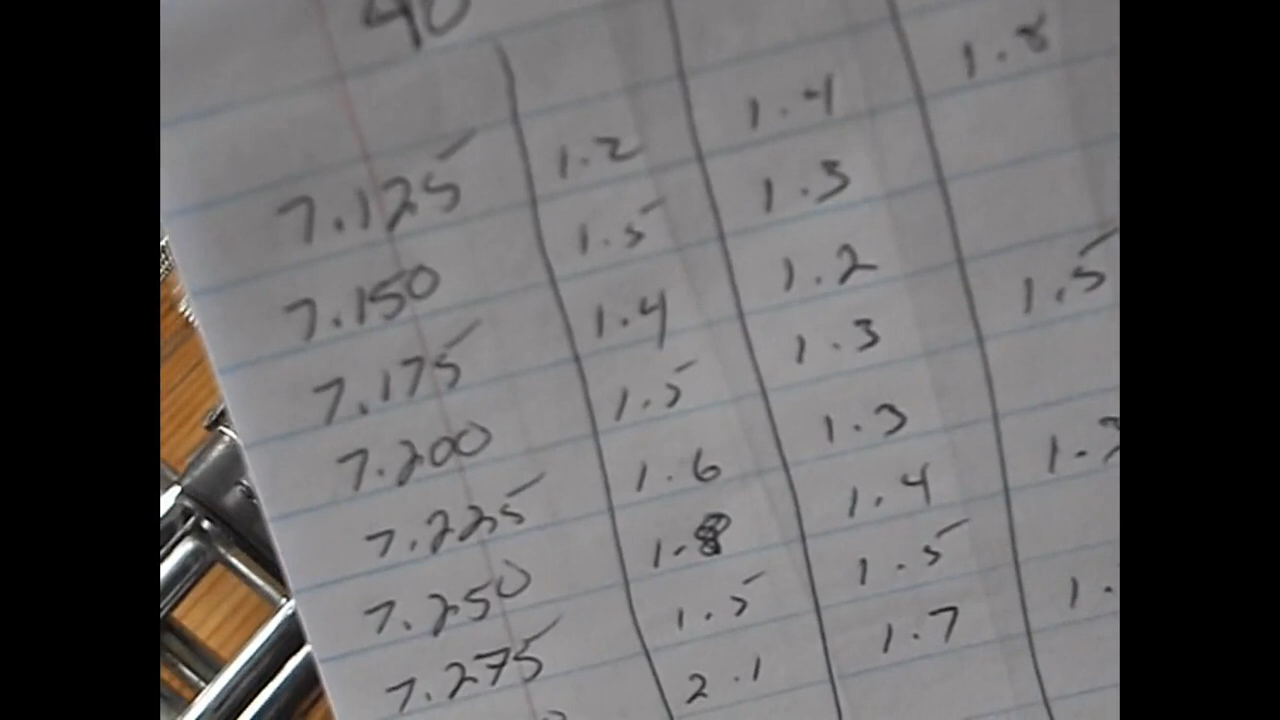 40
7.125 1.2 1.4 1.8
7.150 1.5 1.3
7.175 1.4 1.2
7.200 1.5 1.3 1.5
7.225 1.6 1.3
7.250 1.8 1.4
7.275 1.5 1.5
2.1 1.7